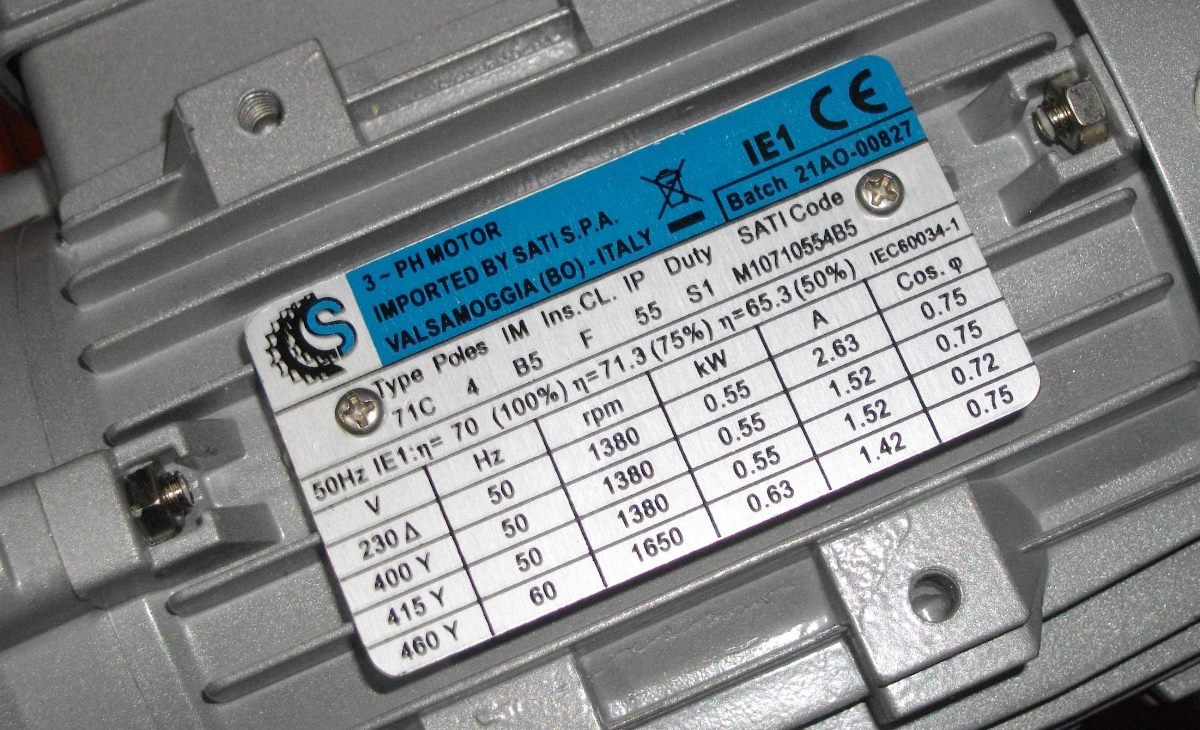 S
3 ~ PH MOTOR
IMPORTED BY SATI S.P.A.
VALSAMOGGIA (BO) - ITALY
IE1 CE
Batch 21AO-00827
Type Poles IM Ins.CL. IP Duty SATI Code
71C 4 B5 F 55 S1 M10710554B5
50Hz IE1:η= 70 (100%) η=71.3 (75%) η=65.3 (50%) IEC60034-1
V Hz rpm kW A Cos. φ
230 Δ 50 1380 0.55 2.63 0.75
400 Y 50 1380 0.55 1.52 0.75
415 Y 50 1380 0.55 1.52 0.72
460 Y 60 1650 0.63 1.42 0.75